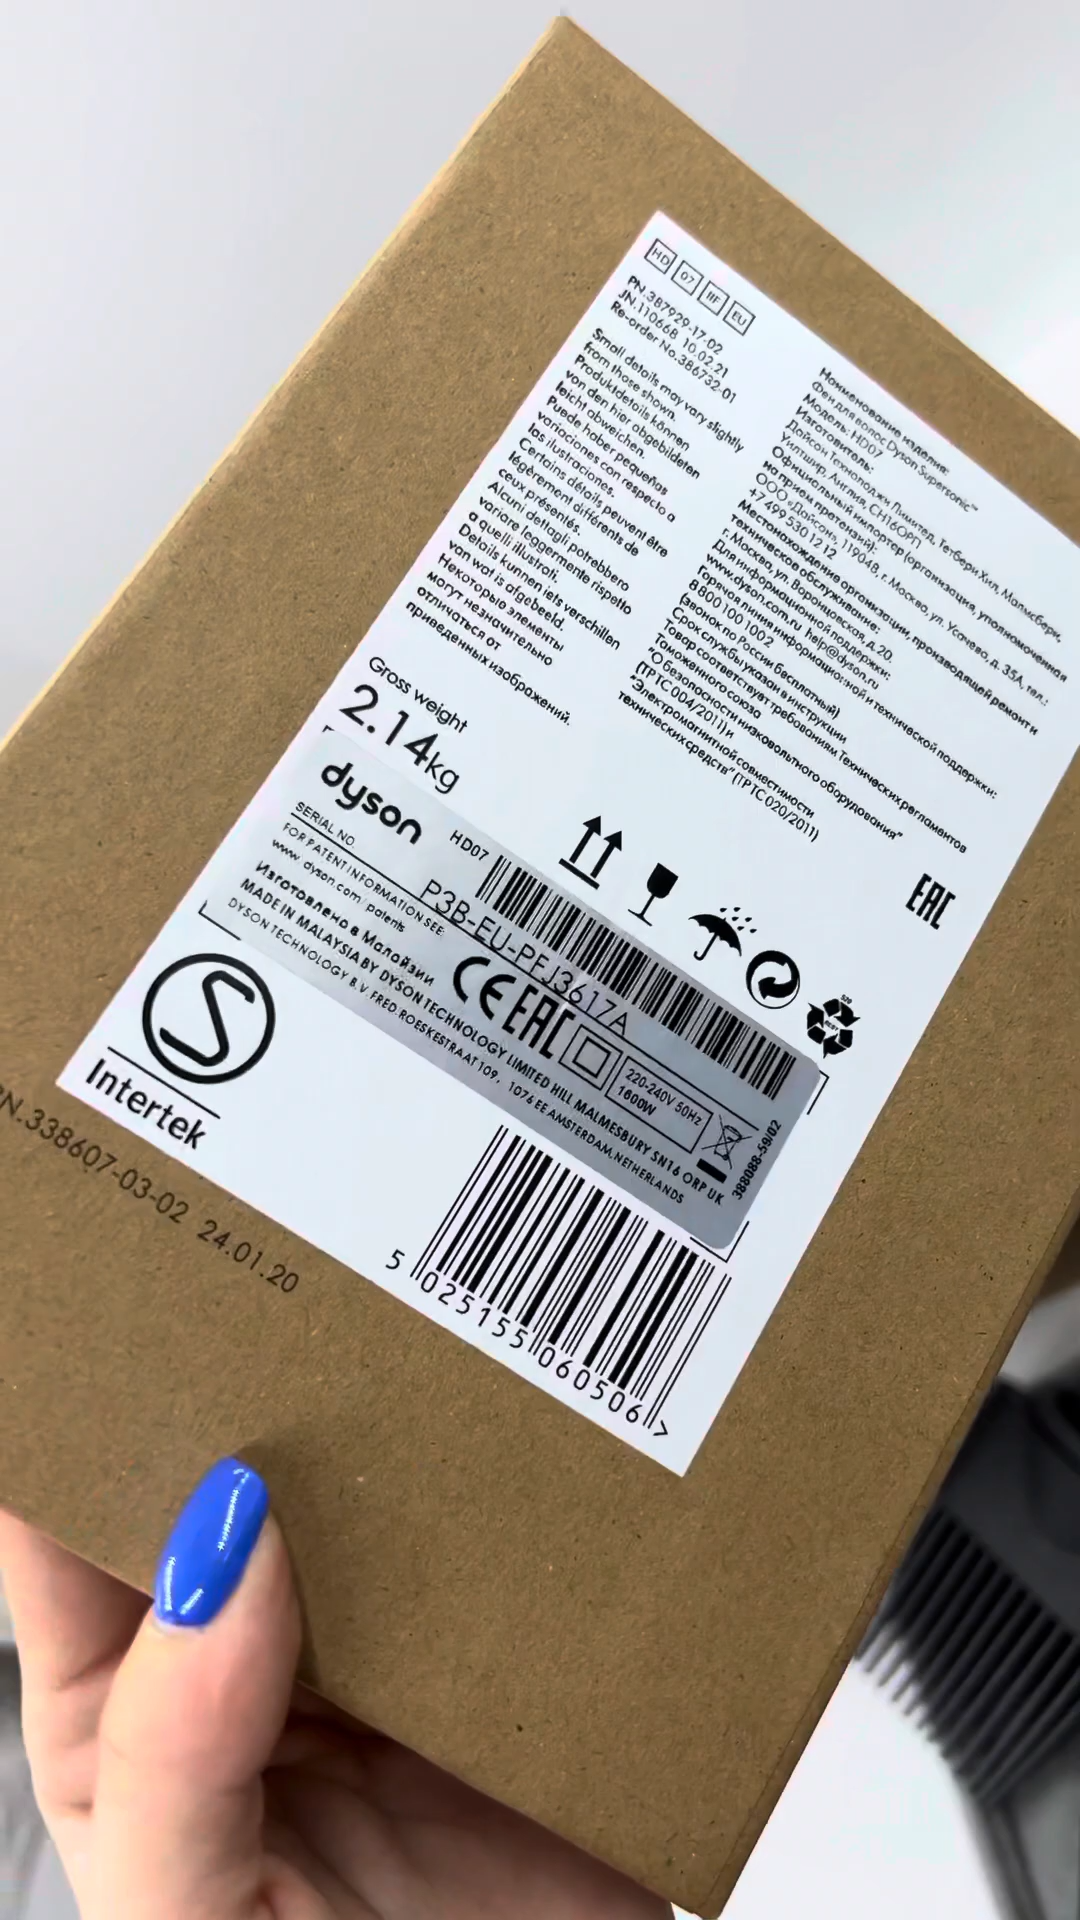 HD 07 IIF EU
PN.387929-17-02
JN.110668 10.02.21
Re-order No.386732-01
Small details may vary slightly
from those shown.
Produktdetails können
von den hier abgebildeten
leicht abweichen.
Puede haber pequeñas
variaciones con respecto a
las ilustraciones.
Certains détails peuvent être
légèrement différents de
ceux présentés.
Alcuni dettagli potrebbero
variare leggermente rispetto
a quelli illustrati.
Details kunnen iets verschillen
van wat is afgebeeld.
Некоторые элементы
могут незначительно
отличаться от
приведенных изображений.
Наименование изделия:
Фен для волос Dyson Supersonic™
Модель: HD07
Изготовитель:
Дайсон Технолоджи Лимитед, Тетбери Хил, Малмсбери,
Уилтшир, Англия, СН16ОРП
Официальный импортер (организация, уполномоченная
на прием претензий):
ООО «Дайсон», 119048, г. Москва, ул. Усачева, д. 35А, тел.:
+7 499 530 12 12
Местонахождение организации, производящей ремонт и
техническое обслуживание:
г. Москва, ул. Воронцовская, д.20.
Для информационной поддержки:
www.dyson.com.ru help@dyson.ru
Горячая линия информационной и технической поддержки:
8 800 100 100 2
(звонок по России бесплатный)
Срок службы указан в инструкции
Товар соответствует требованиям Технических регламентов
Таможенного союза
"О безопасности низковольтного оборудования"
(ТР ТС 004/2011) и
"Электромагнитной совместимости
технических средств" (ТР ТС 020/2011)
Gross weight
2.14kg
EAC
dyson
HD07
SERIAL NO.
P3B-EU-PFJ3617A
FOR PATENT INFORMATION SEE:
www.dyson.com/patents
Изготовлено в Малайзии
CE EAC
220-240V 50Hz
1600W
MADE IN MALAYSIA BY DYSON TECHNOLOGY LIMITED HILL MALMESBURY SN16 ORP UK
DYSON TECHNOLOGY B.V. FRED. ROESKESTRAAT 109, 1076 EE AMSTERDAM, NETHERLANDS
388088-59/02
S
Intertek
5 025155 060506 >
PN.338607-03-02 24.01.20